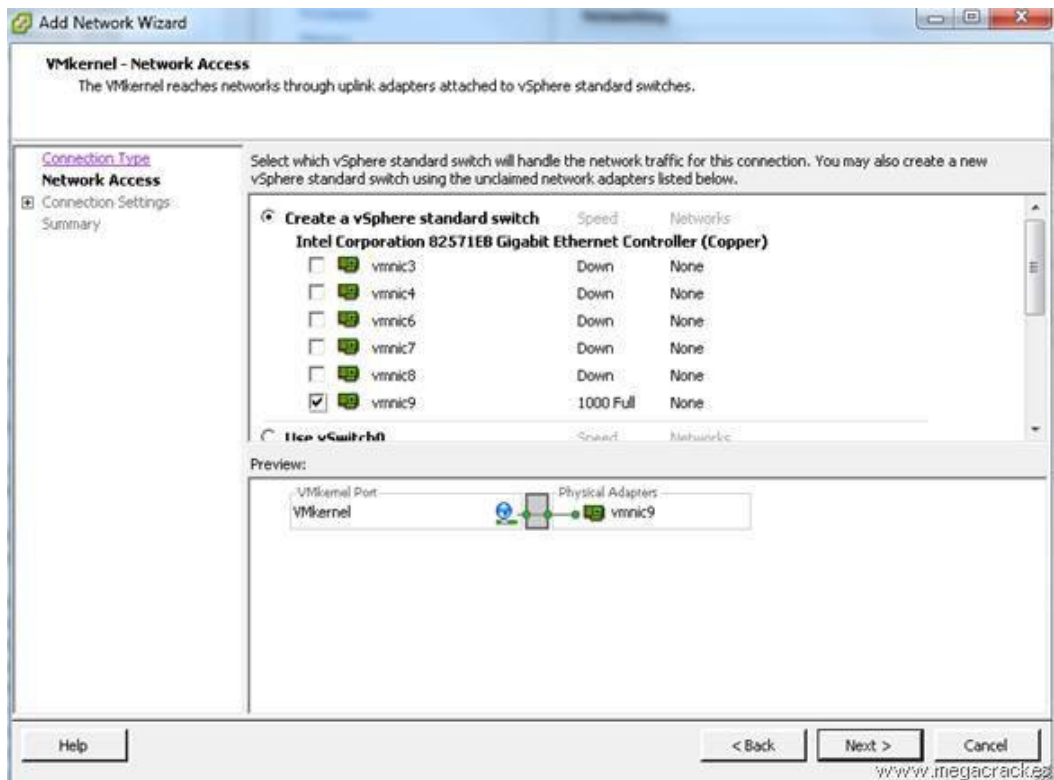 Add Network Wizard
VMkernel - Network Access
The VMkernel reaches networks through uplink adapters attached to vSphere standard switches.
Connection Type
Network Access
Connection Settings
Summary
Select which vSphere standard switch will handle the network traffic for this connection. You may also create a new
vSphere standard switch using the unclaimed network adapters listed below.
Create a vSphere standard switch Speed Networks
Intel Corporation 82571EB Gigabit Ethernet Controller (Copper)
vmnic3 Down None
vmnic4 Down None
vmnic6 Down None
vmnic7 Down None
vmnic8 Down None
vmnic9 1000 Full None
Use vSwitch0 Speed Networks
Preview:
VMkernel Port Physical Adapters
VMkernel vmnic9
Help < Back Next > Cancel
www.megacrack.es